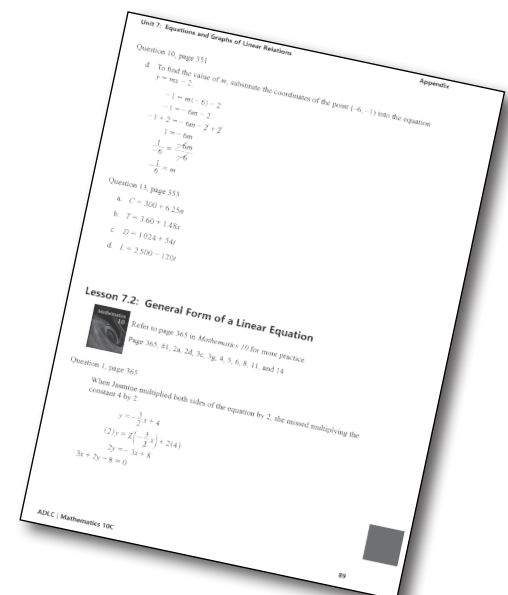 Unit 7: Equations and Graphs of Linear Relations
Appendix
Question 10, page 351
d. To find the value of m, substitute the coordinates of the point (−6, −1) into the equation
y = mx − 2.
−1 = m(−6) − 2
−1 = −6m − 2
−1 + 2 = −6m − 2 + 2
1 = −6m
1/−6 = −6m/−6
−1/6 = m
Question 13, page 353
a. C = 300 + 6.25n
b. T = 3.60 + 1.48x
c. D = 1024 + 54t
d. L = 2500 − 120t
Lesson 7.2: General Form of a Linear Equation
Mathematics
10
Refer to page 365 in Mathematics 10 for more practice.
Page 365, #1, 2a, 2d, 3c, 3g, 4, 5, 6, 8, 11, and 14
Question 1, page 365
When Jasmine multiplied both sides of the equation by 2, she missed multiplying the
constant 4 by 2.
y = −3/2 x + 4
(2)y = 2(−3/2 x) + 2(4)
2y = −3x + 8
3x + 2y − 8 = 0
ADLC | Mathematics 10C
89